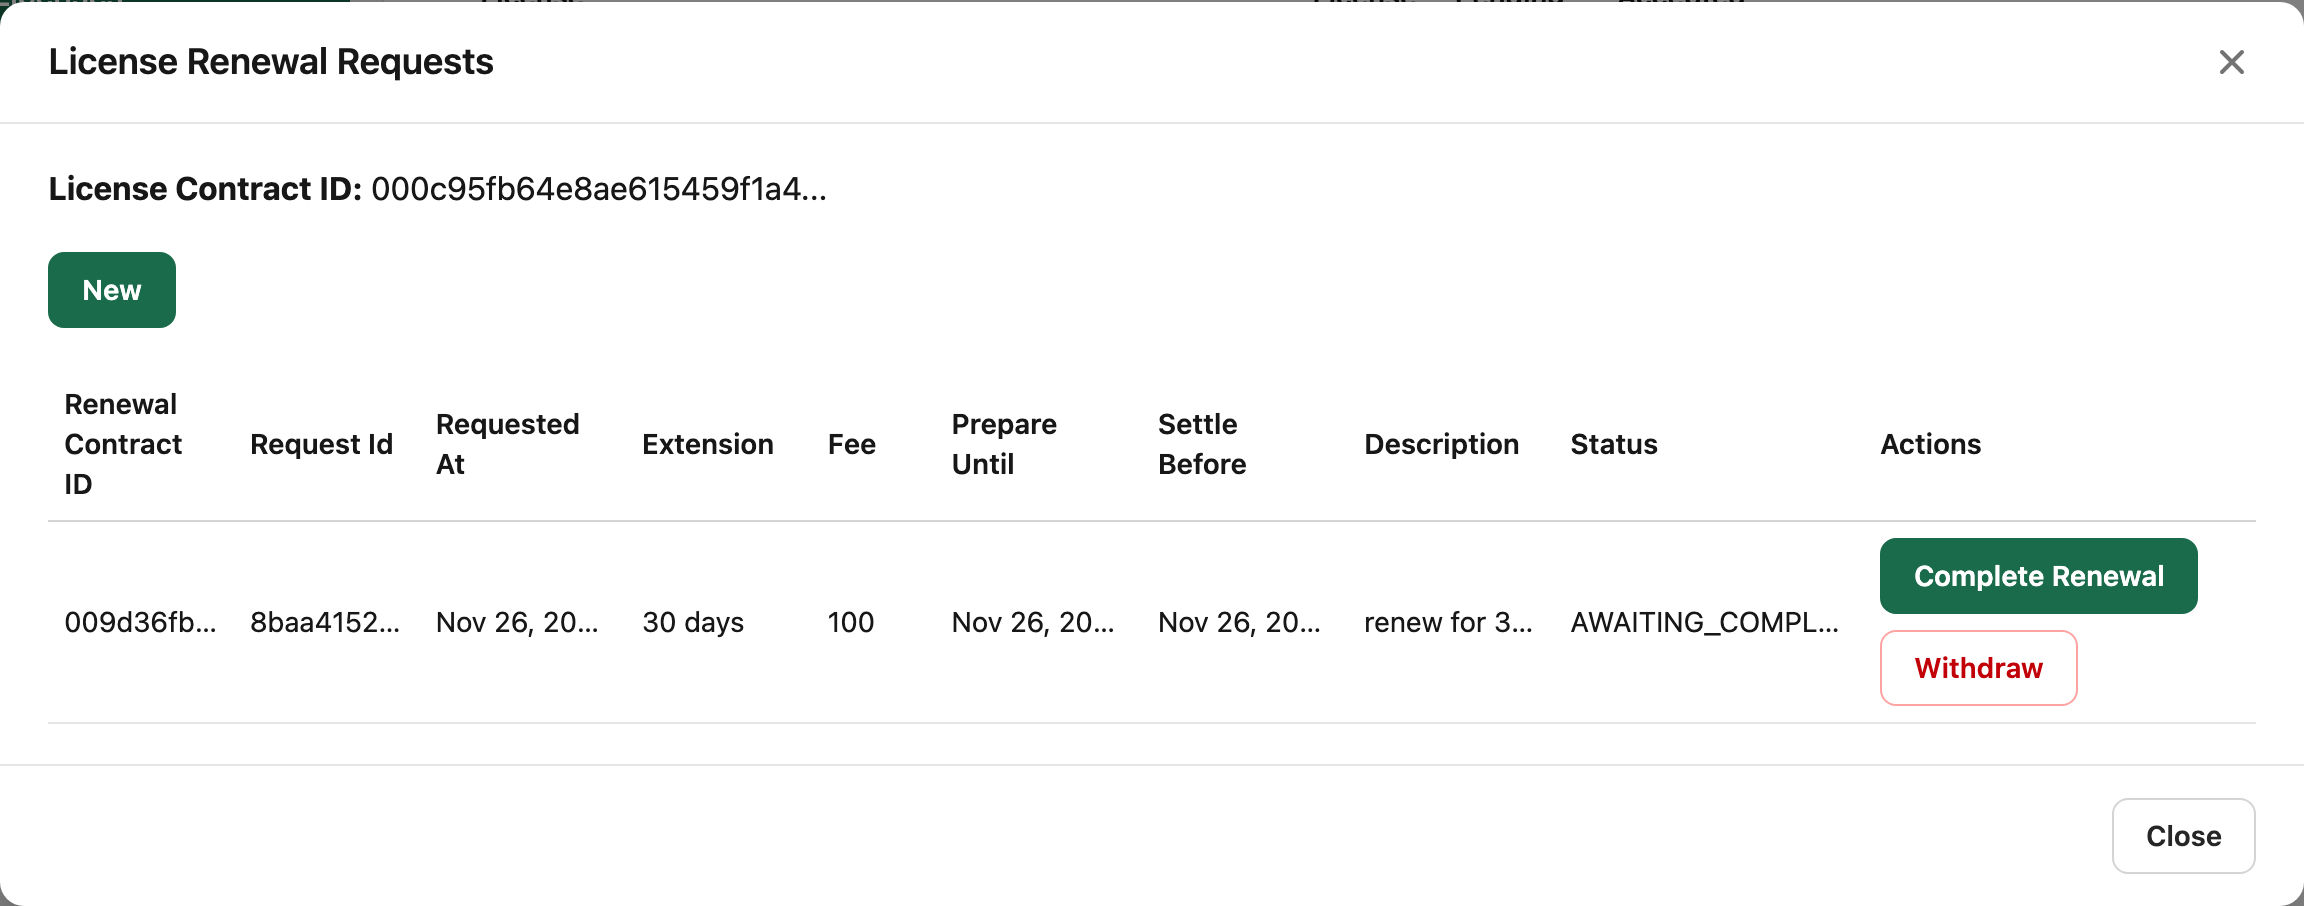 License Renewal Requests
License Contract ID: 000c95fb64e8ae615459f1a4...
New
Renewal Contract ID
Request Id
Requested At
Extension
Fee
Prepare Until
Settle Before
Description
Status
Actions
009d36fb...
8baa4152...
Nov 26, 20...
30 days
100
Nov 26, 20...
Nov 26, 20...
renew for 3...
AWAITING_COMPL...
Complete Renewal
Withdraw
Close